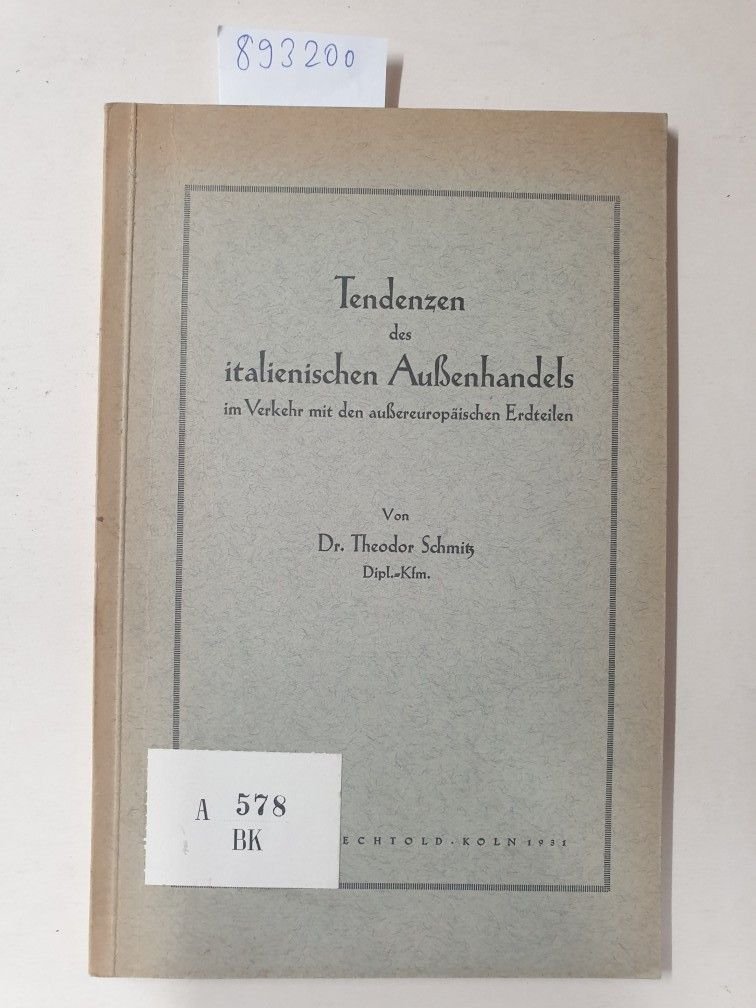 893200
Tendenzen
des
italienischen Außenhandels
im Verkehr mit den außereuropäischen Erdteilen
Von
Dr. Theodor Schmitz
Dipl.-Kfm.
A 578
BK
ECHTOLD · KÖLN 1931